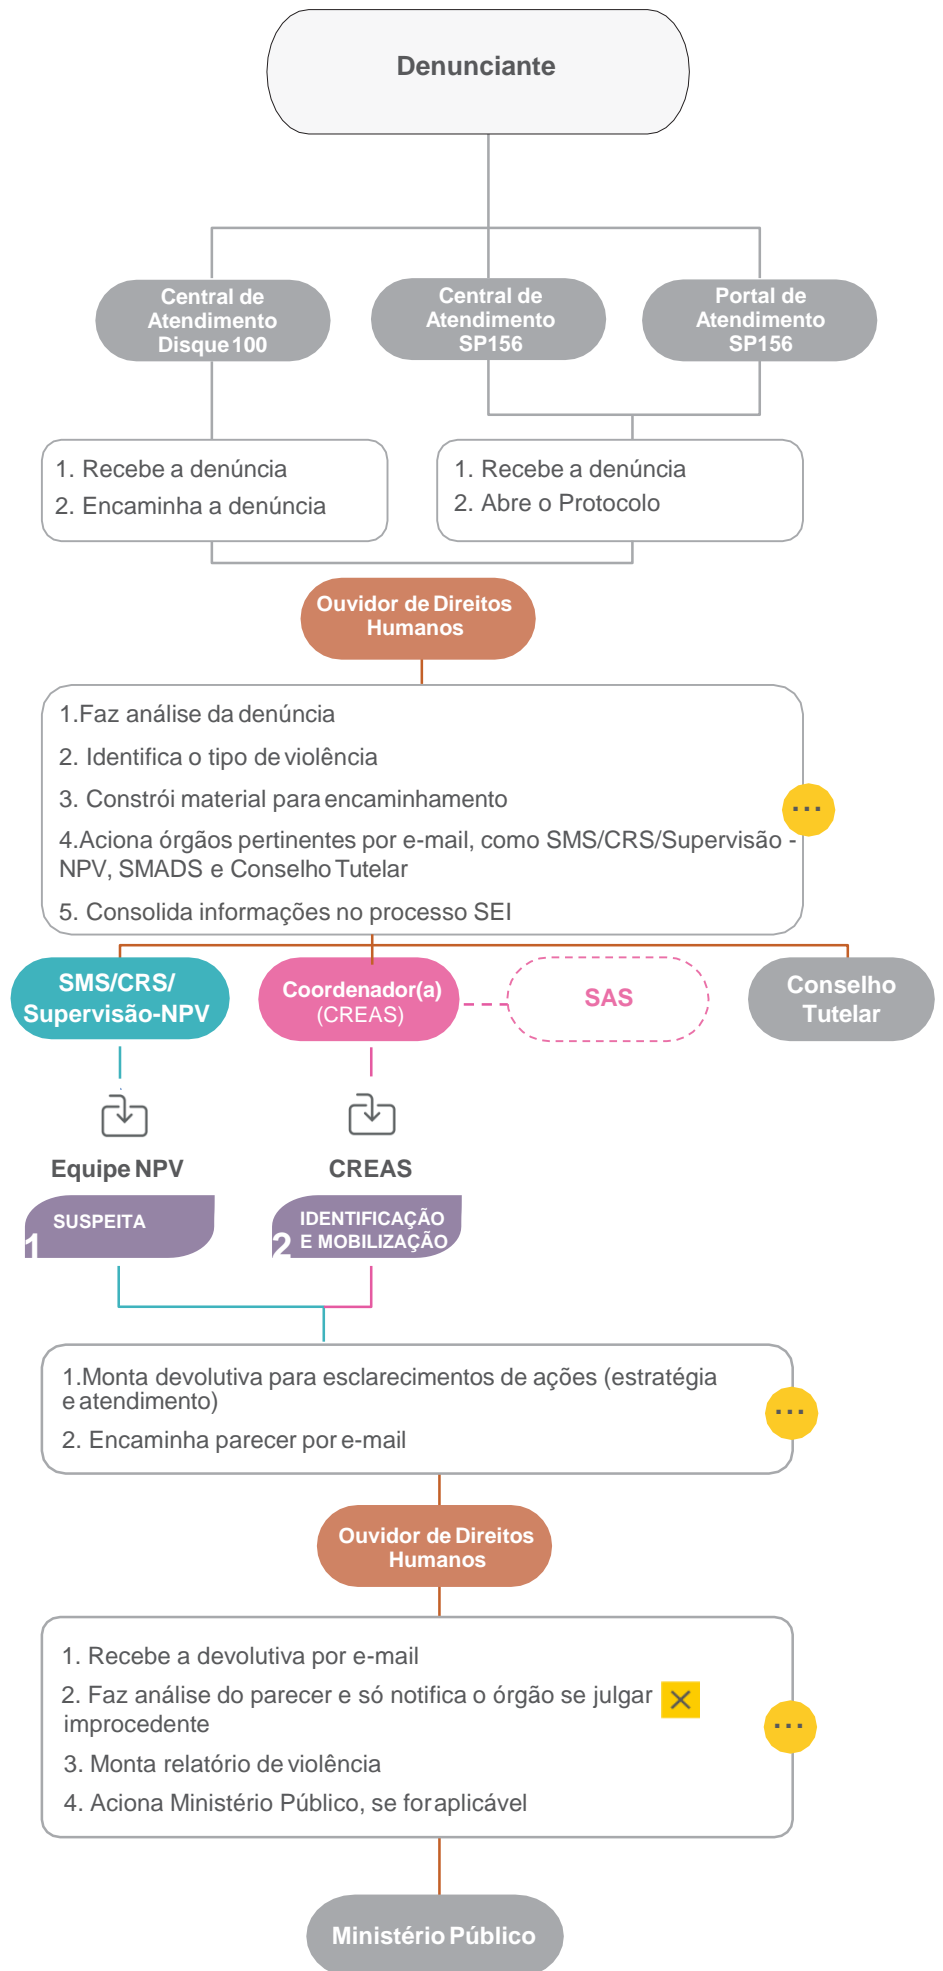 Denunciante
Central de
Atendimento
Disque 100
Central de
Atendimento
SP156
Portal de
Atendimento
SP156
1. Recebe a denúncia
2. Encaminha a denúncia
1. Recebe a denúncia
2. Abre o Protocolo
Ouvidor de Direitos
Humanos
1.Faz análise da denúncia
2. Identifica o tipo de violência
3. Constrói material para encaminhamento
4.Aciona órgãos pertinentes por e-mail, como SMS/CRS/Supervisão -
NPV, SMADS e Conselho Tutelar
5. Consolida informações no processo SEI
...
SMS/CRS/
Supervisão-NPV
Coordenador(a)
(CREAS)
SAS
Conselho
Tutelar
Equipe NPV
CREAS
1 SUSPEITA
2 IDENTIFICAÇÃO
E MOBILIZAÇÃO
1.Monta devolutiva para esclarecimentos de ações (estratégia
e atendimento)
2. Encaminha parecer por e-mail
...
Ouvidor de Direitos
Humanos
1. Recebe a devolutiva por e-mail
2. Faz análise do parecer e só notifica o órgão se julgar
improcedente
3. Monta relatório de violência
4. Aciona Ministério Público, se for aplicável
...
Ministério Público